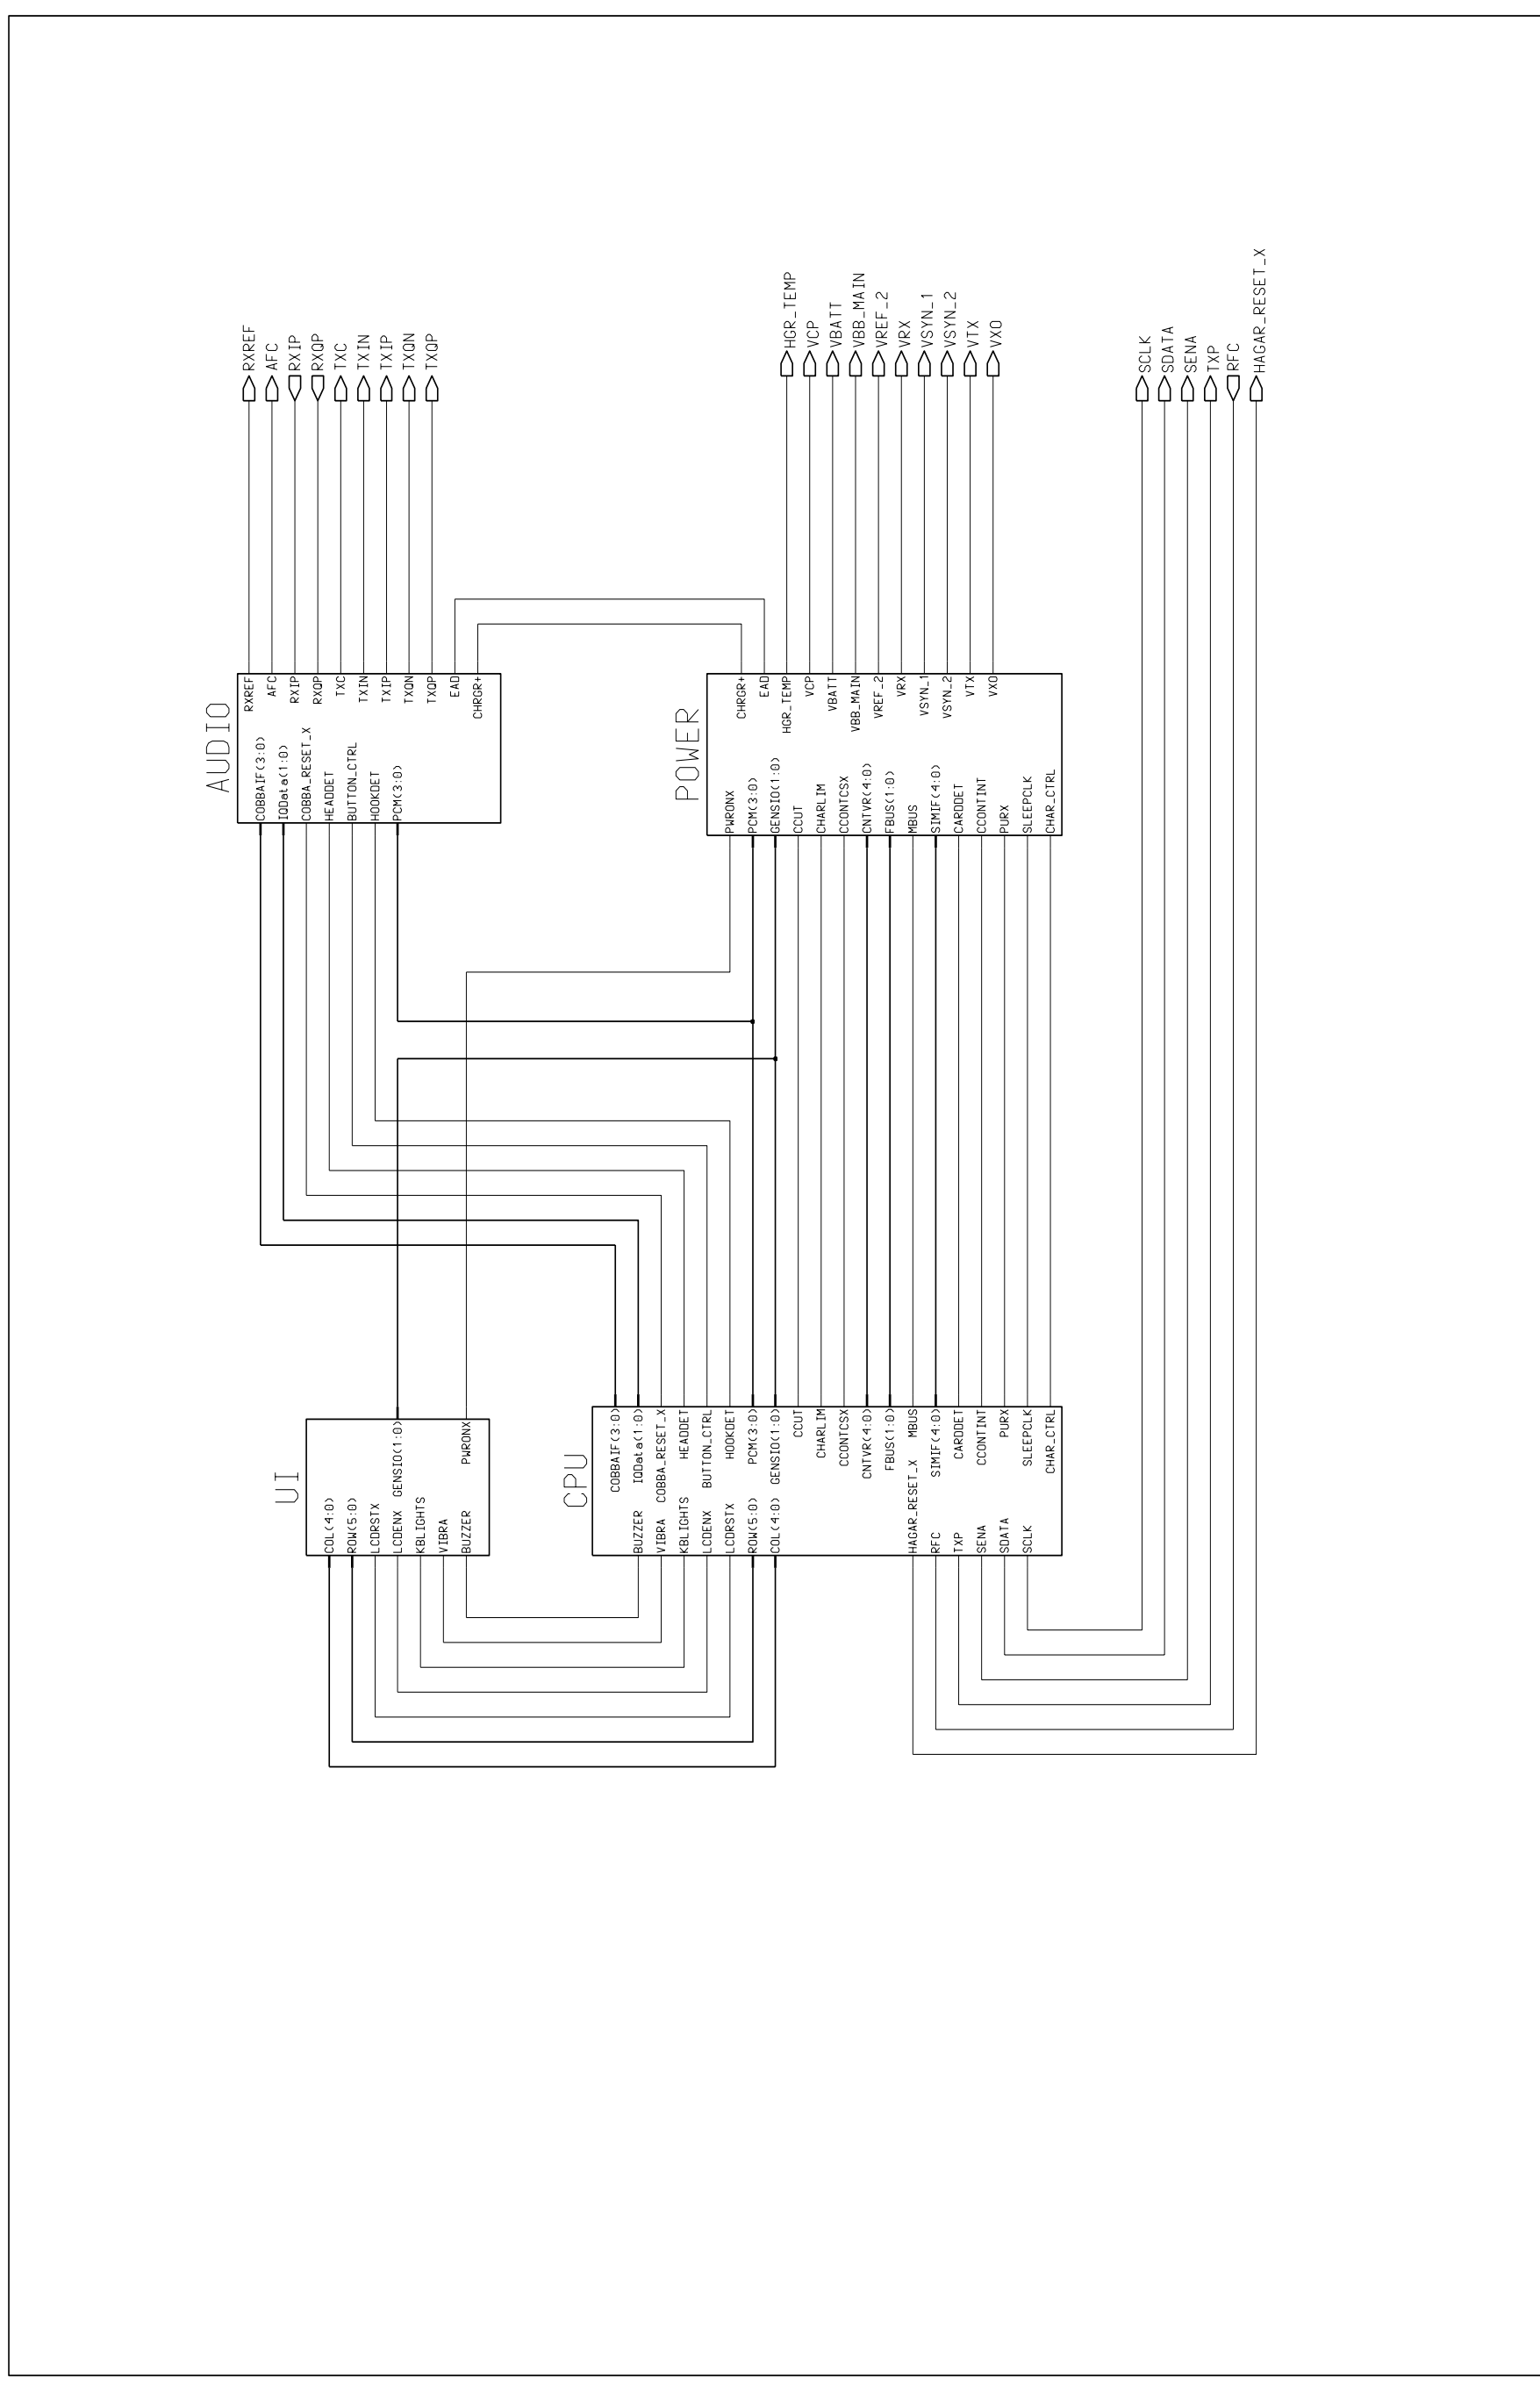 AUDIO
COBBAIF(3:0)
IQData(1:0)
COBBA_RESET_X
HEADDET
BUTTON_CTRL
HOOKDET
PCM(3:0)
RXREF
AFC
RXIP
RXQP
TXC
TXIN
TXIP
TXQN
TXQP
EAD
CHRGR+
RXREF
AFC
RXIP
RXQP
TXC
TXIN
TXIP
TXQN
TXQP
UI
COL(4:0)
ROW(5:0)
LCDRSTX
LCDENX
KBLIGHTS
VIBRA
BUZZER
GENSIO(1:0)
PWRONX
CPU
BUZZER
VIBRA
KBLIGHTS
LCDENX
LCDRSTX
ROW(5:0)
COL(4:0)
HAGAR_RESET_X
RFC
TXP
SENA
SDATA
SCLK
COBBAIF(3:0)
IQData(1:0)
COBBA_RESET_X
HEADDET
BUTTON_CTRL
HOOKDET
PCM(3:0)
GENSIO(1:0)
CCUT
CHARLIM
CCONTCSX
CNTVR(4:0)
FBUS(1:0)
MBUS
SIMIF(4:0)
CARDDET
CCONTINT
PURX
SLEEPCLK
CHAR_CTRL
POWER
PWRONX
PCM(3:0)
GENSIO(1:0)
CCUT
CHARLIM
CCONTCSX
CNTVR(4:0)
FBUS(1:0)
MBUS
SIMIF(4:0)
CARDDET
CCONTINT
PURX
SLEEPCLK
CHAR_CTRL
CHRGR+
EAD
HGR_TEMP
VCP
VBATT
VBB_MAIN
VREF_2
VRX
VSYN_1
VSYN_2
VTX
VXO
HGR_TEMP
VCP
VBATT
VBB_MAIN
VREF_2
VRX
VSYN_1
VSYN_2
VTX
VXO
SCLK
SDATA
SENA
TXP
RFC
HAGAR_RESET_X